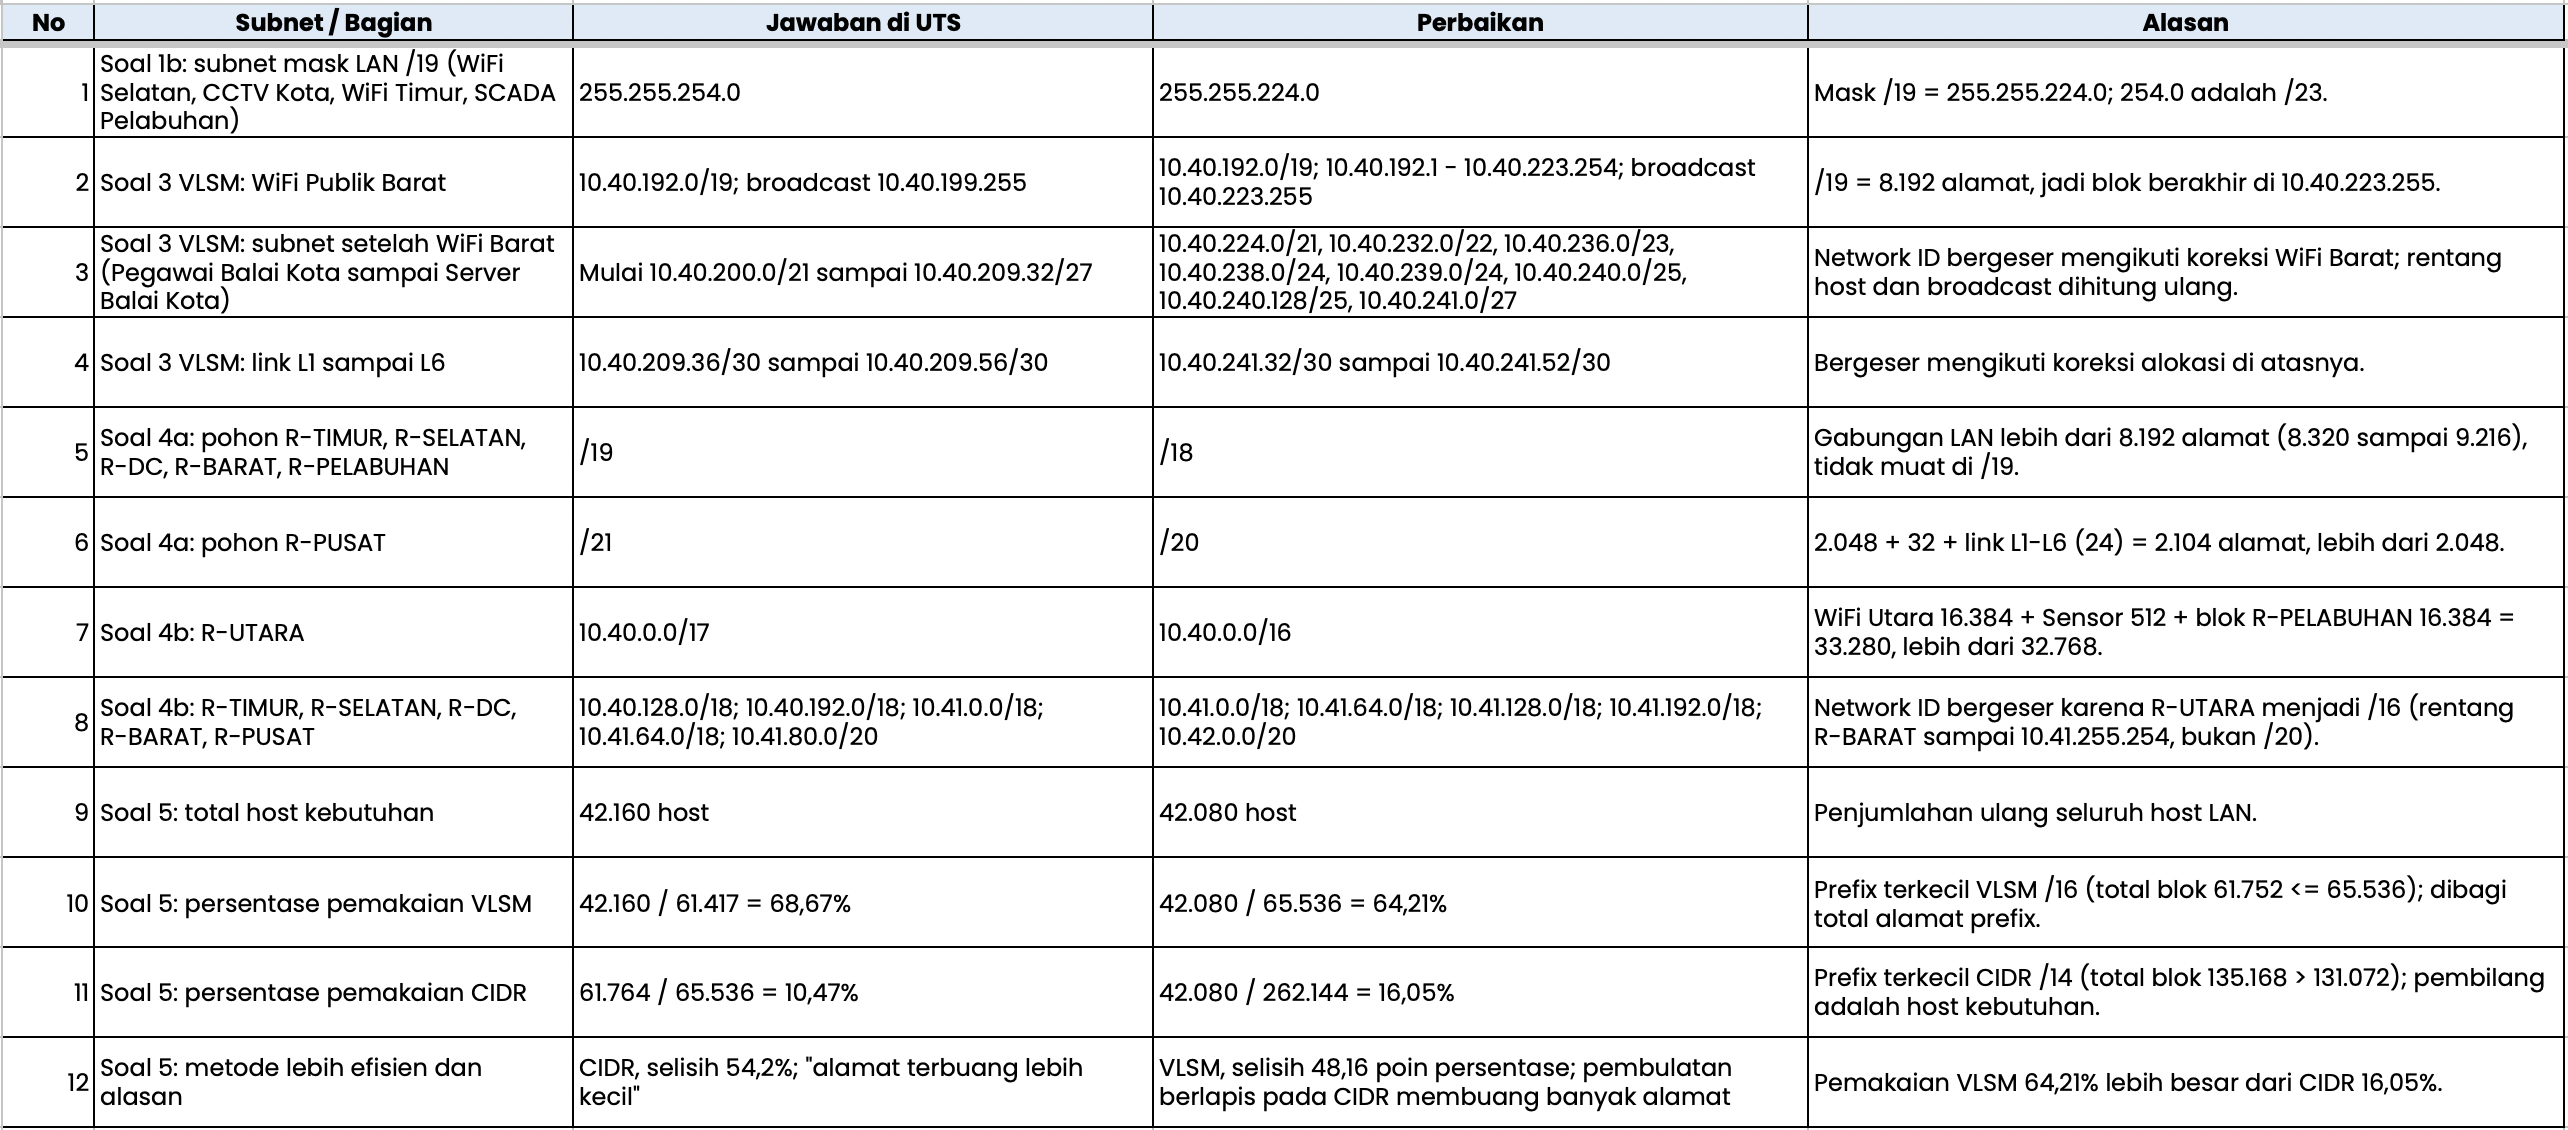 No Subnet / Bagian Jawaban di UTS Perbaikan Alasan
1 Soal 1b: subnet mask LAN /19 (WiFi Selatan, CCTV Kota, WiFi Timur, SCADA Pelabuhan) 255.255.254.0 255.255.224.0 Mask /19 = 255.255.224.0; 254.0 adalah /23.
2 Soal 3 VLSM: WiFi Publik Barat 10.40.192.0/19; broadcast 10.40.199.255 10.40.192.0/19; 10.40.192.1 - 10.40.223.254; broadcast 10.40.223.255 /19 = 8.192 alamat, jadi blok berakhir di 10.40.223.255.
3 Soal 3 VLSM: subnet setelah WiFi Barat (Pegawai Balai Kota sampai Server Balai Kota) Mulai 10.40.200.0/21 sampai 10.40.209.32/27 10.40.224.0/21, 10.40.232.0/22, 10.40.236.0/23, 10.40.238.0/24, 10.40.239.0/24, 10.40.240.0/25, 10.40.240.128/25, 10.40.241.0/27 Network ID bergeser mengikuti koreksi WiFi Barat; rentang host dan broadcast dihitung ulang.
4 Soal 3 VLSM: link L1 sampai L6 10.40.209.36/30 sampai 10.40.209.56/30 10.40.241.32/30 sampai 10.40.241.52/30 Bergeser mengikuti koreksi alokasi di atasnya.
5 Soal 4a: pohon R-TIMUR, R-SELATAN, R-DC, R-BARAT, R-PELABUHAN /19 /18 Gabungan LAN lebih dari 8.192 alamat (8.320 sampai 9.216), tidak muat di /19.
6 Soal 4a: pohon R-PUSAT /21 /20 2.048 + 32 + link L1-L6 (24) = 2.104 alamat, lebih dari 2.048.
7 Soal 4b: R-UTARA 10.40.0.0/17 10.40.0.0/16 WiFi Utara 16.384 + Sensor 512 + blok R-PELABUHAN 16.384 = 33.280, lebih dari 32.768.
8 Soal 4b: R-TIMUR, R-SELATAN, R-DC, R-BARAT, R-PUSAT 10.40.128.0/18; 10.40.192.0/18; 10.41.0.0/18; 10.41.64.0/18; 10.41.80.0/20 10.41.0.0/18; 10.41.64.0/18; 10.41.128.0/18; 10.41.192.0/18; 10.42.0.0/20 Network ID bergeser karena R-UTARA menjadi /16 (rentang R-BARAT sampai 10.41.255.254, bukan /20).
9 Soal 5: total host kebutuhan 42.160 host 42.080 host Penjumlahan ulang seluruh host LAN.
10 Soal 5: persentase pemakaian VLSM 42.160 / 61.417 = 68,67% 42.080 / 65.536 = 64,21% Prefix terkecil VLSM /16 (total blok 61.752 <= 65.536); dibagi total alamat prefix.
11 Soal 5: persentase pemakaian CIDR 61.764 / 65.536 = 10,47% 42.080 / 262.144 = 16,05% Prefix terkecil CIDR /14 (total blok 135.168 > 131.072); pembilang adalah host kebutuhan.
12 Soal 5: metode lebih efisien dan alasan CIDR, selisih 54,2%; "alamat terbuang lebih kecil" VLSM, selisih 48,16 poin persentase; pembulatan berlapis pada CIDR membuang banyak alamat Pemakaian VLSM 64,21% lebih besar dari CIDR 16,05%.